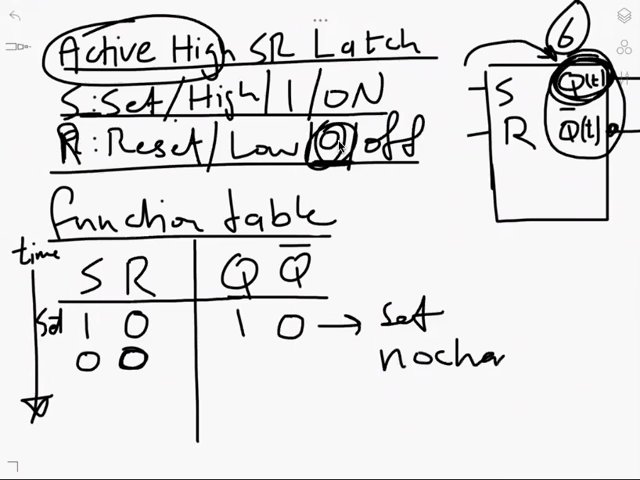 Active High SR Latch
S:Set/High/1/ON
R:Reset/Low/0/off
6
S Q(t)
R Q̅(t)
function table
time
S R Q Q̅
Set 1 0 1 0 → set
0 0 nochar